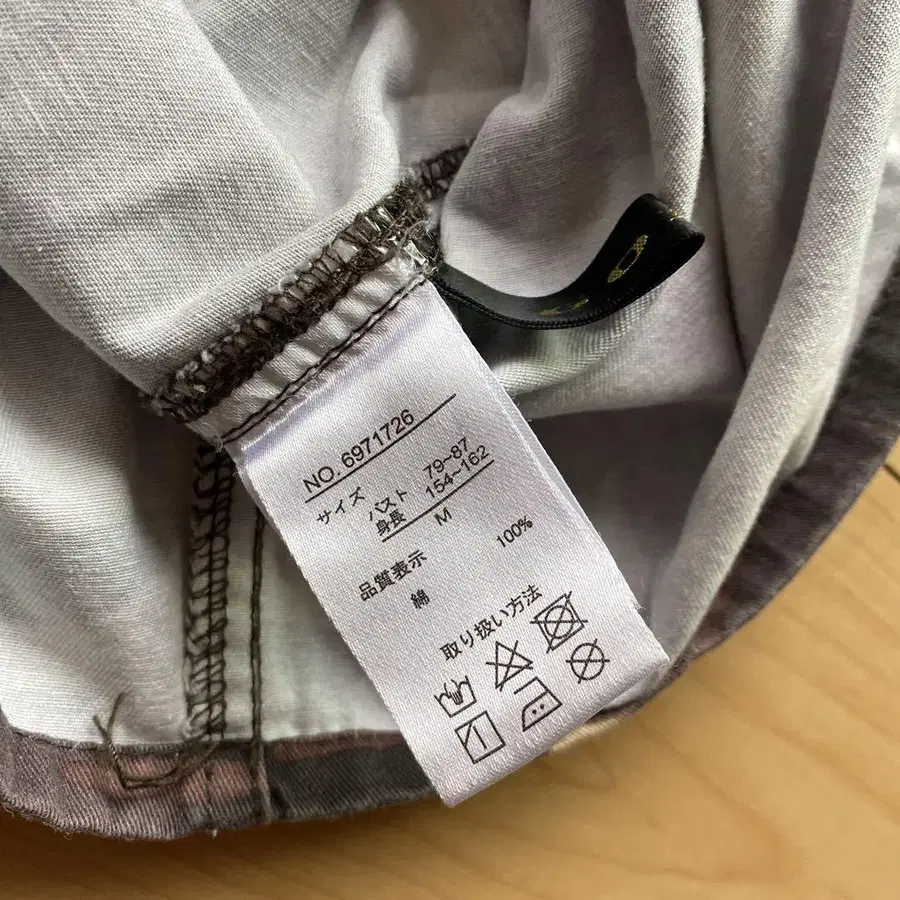 NO. 6971726
サイズ バスト 79~87
身長 154~162
M
品質表示
綿 100%
取り扱い方法